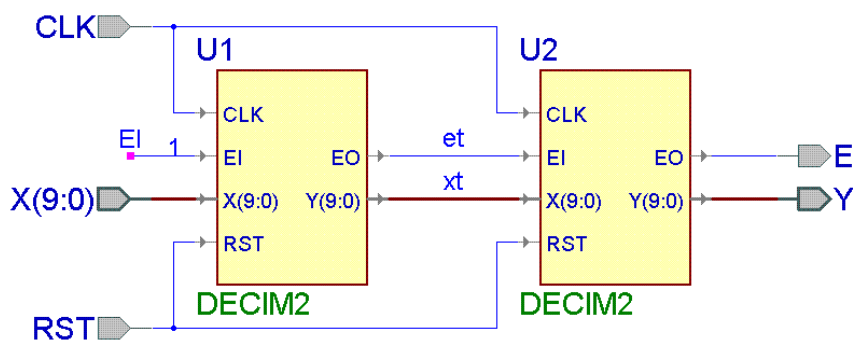 CLK
U1
U2
CLK
CLK
EI
1
EI
EO
et
EI
EO
E
X(9:0)
X(9:0)
Y(9:0)
xt
X(9:0)
Y(9:0)
Y
RST
RST
DECIM2
DECIM2
RST